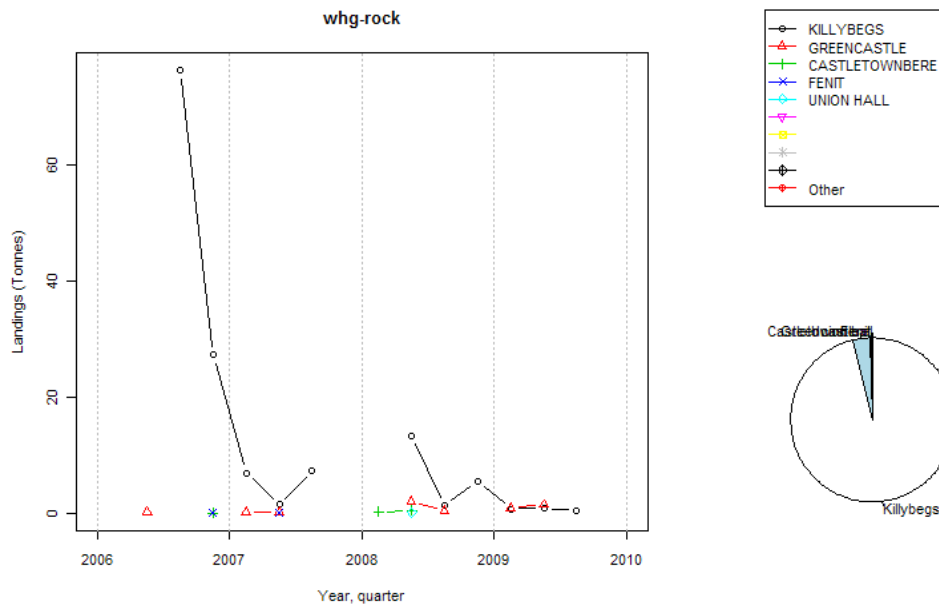 whg-rock
Landings (Tonnes)
60
40
20
0
2006
2007
2008
2009
2010
Year, quarter
KILLYBEGS
GREENCASTLE
CASTLETOWNBERE
FENIT
UNION HALL
Other
Killybegs